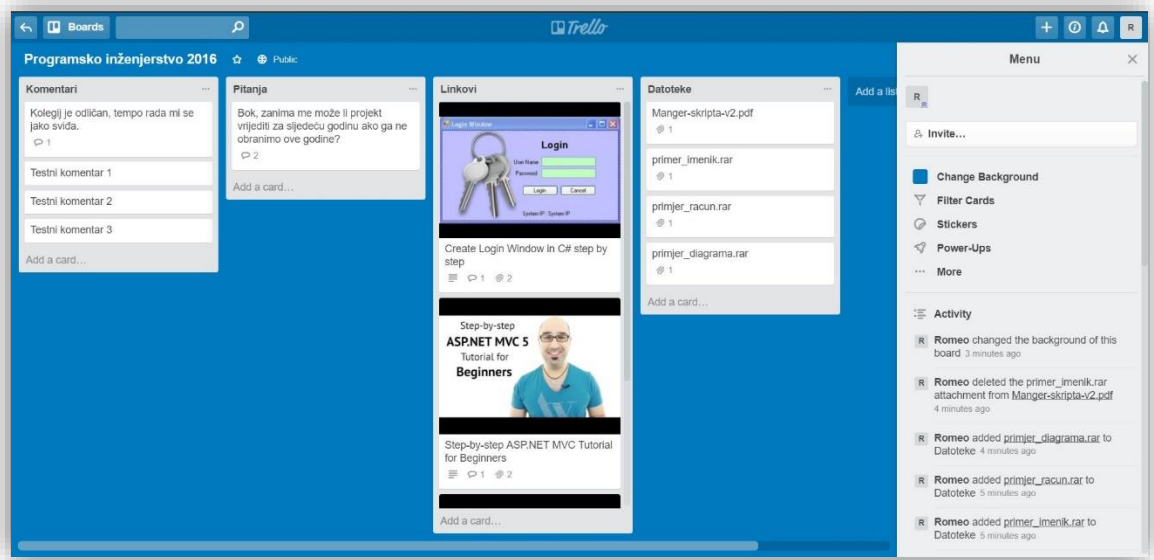 Boards
Trello
R
Programsko inženjerstvo 2016
Public
Komentari
Kolegij je odličan, tempo rada mi se
jako sviđa.
1
Testni komentar 1
Testni komentar 2
Testni komentar 3
Add a card...
Pitanja
Bok, zanima me može li projekt
vrijediti za sljedeću godinu ako ga ne
obranimo ove godine?
2
Add a card...
Linkovi
Login Window
Login
User Name
Password
Login Cancel
System IP : System IP
Create Login Window in C# step by
step
1 2
Step-by-step
ASP.NET MVC 5
Tutorial for
Beginners
Step-by-step ASP.NET MVC Tutorial
for Beginners
1 2
Add a card...
Datoteke
Manger-skripta-v2.pdf
1
primer_imenik.rar
1
primjer_racun.rar
1
primjer_diagrama.rar
1
Add a card...
Add a list
Menu
R
Invite...
Change Background
Filter Cards
Stickers
Power-Ups
More
Activity
R Romeo changed the background of this
board 3 minutes ago
R Romeo deleted the primer_imenik.rar
attachment from Manger-skripta-v2.pdf
4 minutes ago
R Romeo added primjer_diagrama.rar to
Datoteke 4 minutes ago
R Romeo added primjer_racun.rar to
Datoteke 5 minutes ago
R Romeo added primer_imenik.rar to
Datoteke 5 minutes ago